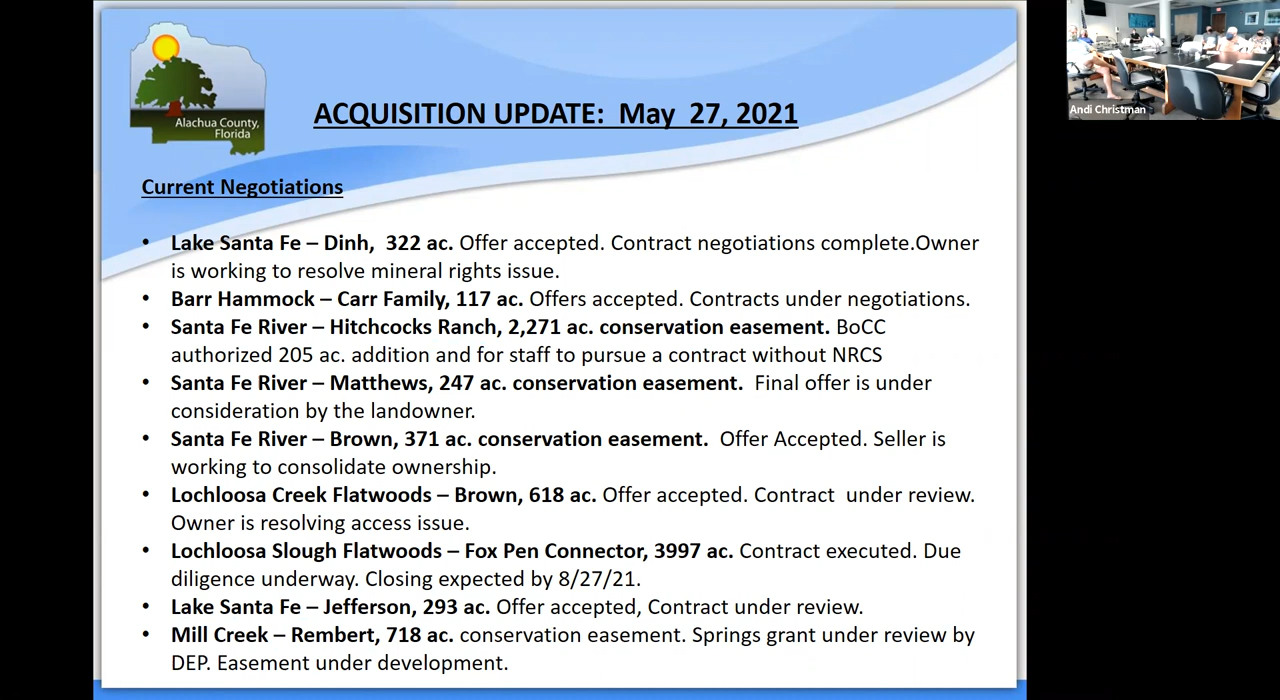 Alachua County,
Florida
ACQUISITION UPDATE:  May  27, 2021
Current Negotiations
• Lake Santa Fe – Dinh,  322 ac. Offer accepted. Contract negotiations complete.Owner
is working to resolve mineral rights issue.
• Barr Hammock – Carr Family, 117 ac. Offers accepted. Contracts under negotiations.
• Santa Fe River – Hitchcocks Ranch, 2,271 ac. conservation easement. BoCC
authorized 205 ac. addition and for staff to pursue a contract without NRCS
• Santa Fe River – Matthews, 247 ac. conservation easement.  Final offer is under
consideration by the landowner.
• Santa Fe River – Brown, 371 ac. conservation easement.  Offer Accepted. Seller is
working to consolidate ownership.
• Lochloosa Creek Flatwoods – Brown, 618 ac. Offer accepted. Contract  under review.
Owner is resolving access issue.
• Lochloosa Slough Flatwoods – Fox Pen Connector, 3997 ac. Contract executed. Due
diligence underway. Closing expected by 8/27/21.
• Lake Santa Fe – Jefferson, 293 ac. Offer accepted, Contract under review.
• Mill Creek – Rembert, 718 ac. conservation easement. Springs grant under review by
DEP. Easement under development.
Andi Christman